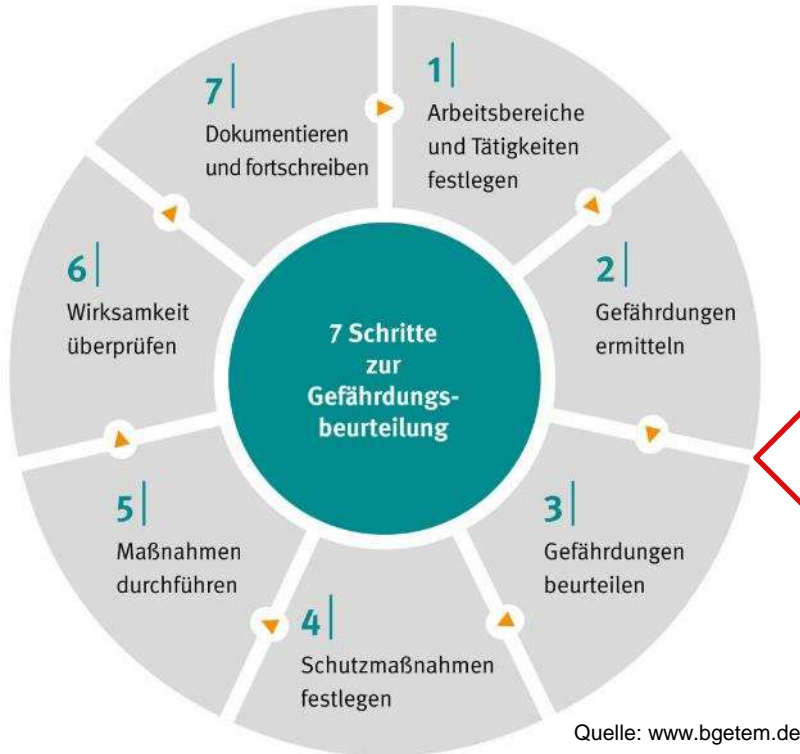 7 Schritte
zur
Gefährdungs-
beurteilung
1
Arbeitsbereiche
und Tätigkeiten
festlegen
2
Gefährdungen
ermitteln
3
Gefährdungen
beurteilen
4
Schutzmaßnahmen
festlegen
5
Maßnahmen
durchführen
6
Wirksamkeit
überprüfen
7
Dokumentieren
und fortschreiben
Quelle: www.bgetem.de